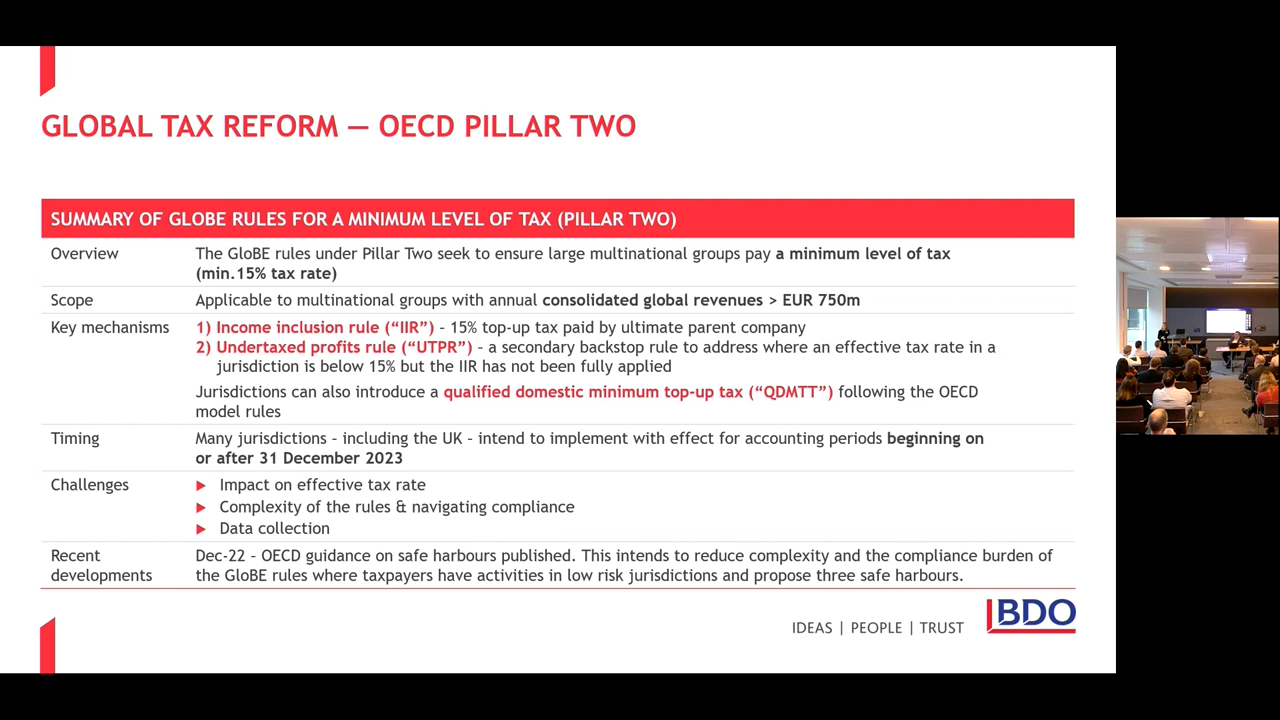 GLOBAL TAX REFORM — OECD PILLAR TWO
SUMMARY OF GLOBE RULES FOR A MINIMUM LEVEL OF TAX (PILLAR TWO)
Overview
The GloBE rules under Pillar Two seek to ensure large multinational groups pay a minimum level of tax
(min.15% tax rate)
Scope
Applicable to multinational groups with annual consolidated global revenues > EUR 750m
Key mechanisms
1) Income inclusion rule (“IIR”) – 15% top-up tax paid by ultimate parent company
2) Undertaxed profits rule (“UTPR”) – a secondary backstop rule to address where an effective tax rate in a
jurisdiction is below 15% but the IIR has not been fully applied
Jurisdictions can also introduce a qualified domestic minimum top-up tax (“QDMTT”) following the OECD
model rules
Timing
Many jurisdictions – including the UK – intend to implement with effect for accounting periods beginning on
or after 31 December 2023
Challenges
► Impact on effective tax rate
► Complexity of the rules & navigating compliance
► Data collection
Recent
developments
Dec-22 – OECD guidance on safe harbours published. This intends to reduce complexity and the compliance burden of
the GloBE rules where taxpayers have activities in low risk jurisdictions and propose three safe harbours.
IDEAS | PEOPLE | TRUST
BDO